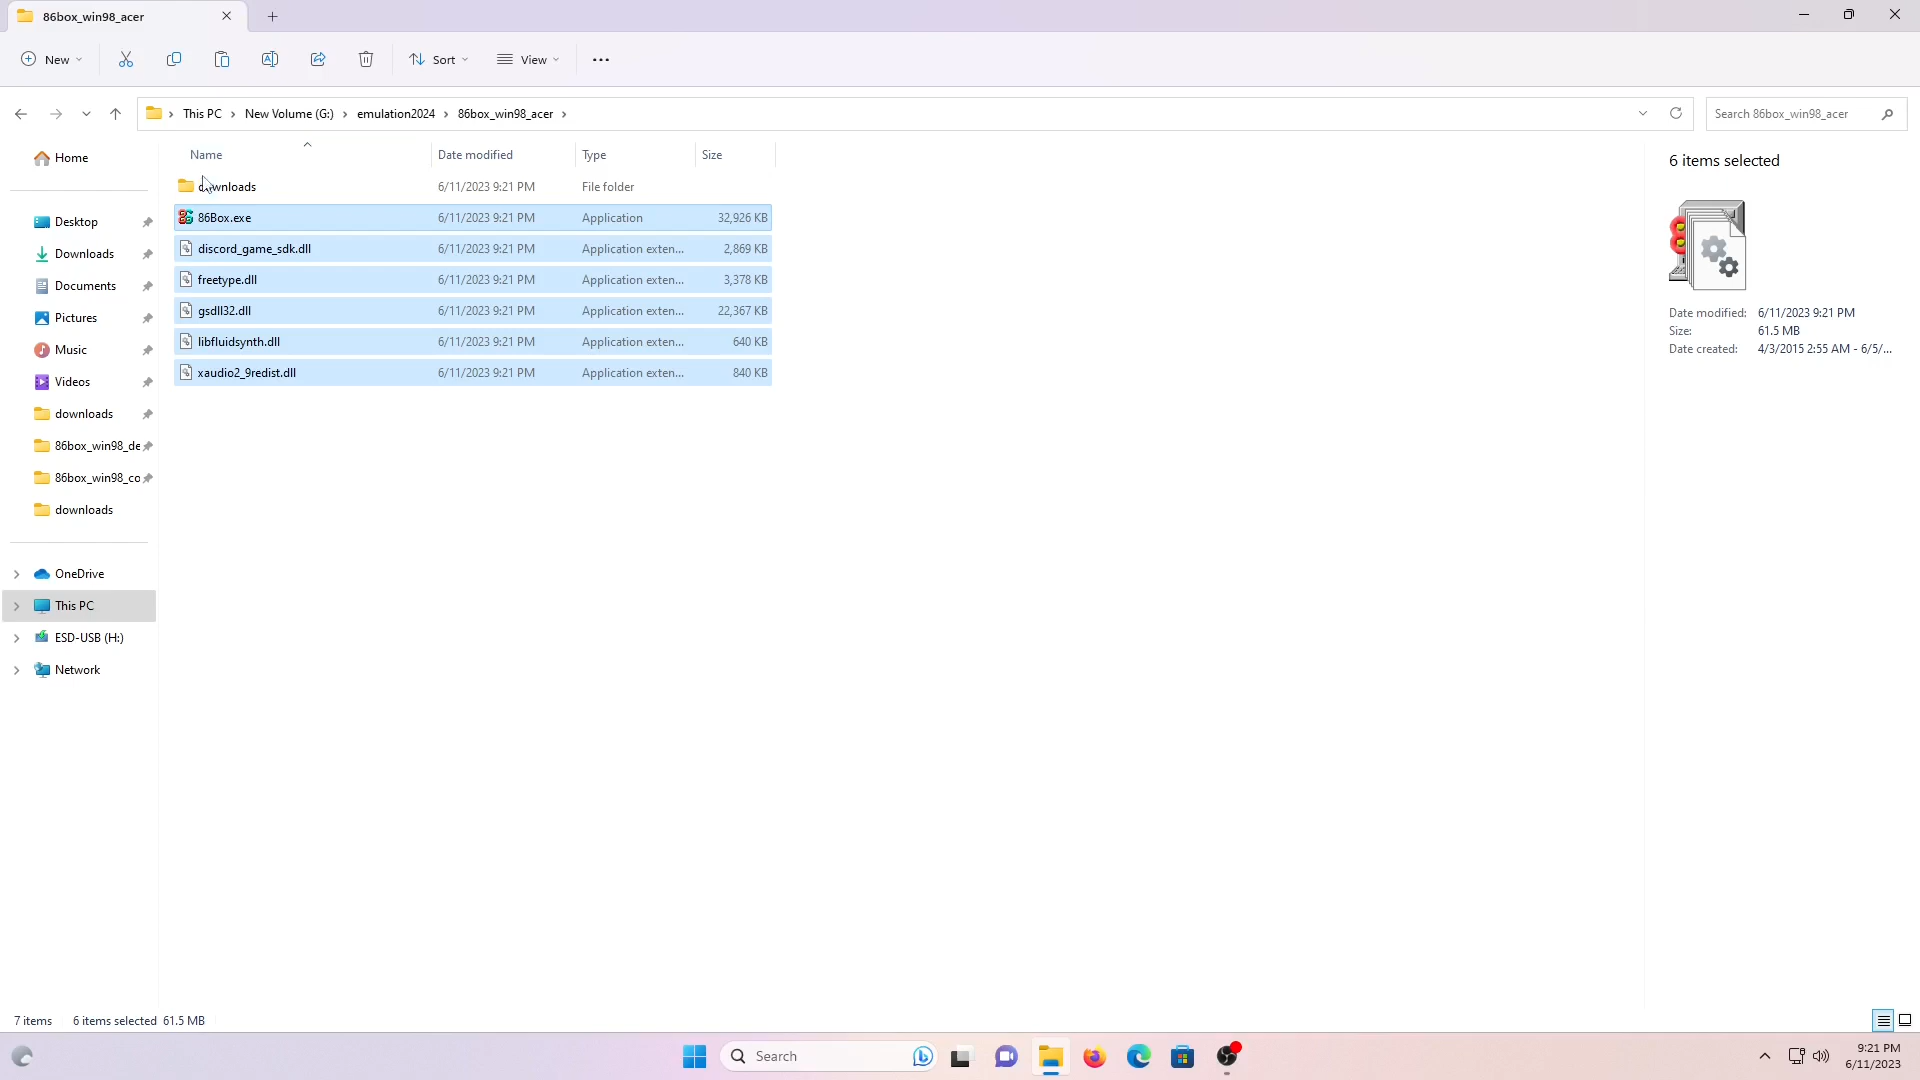 86box_win98_acer
New
Sort
View
This PC
New Volume (G:)
emulation2024
86box_win98_acer
Search 86box_win98_acer
Name
Date modified
Type
Size
downloads 6/11/2023 9:21 PM File folder
86Box.exe 6/11/2023 9:21 PM Application 32,926 KB
discord_game_sdk.dll 6/11/2023 9:21 PM Application exten... 2,869 KB
freetype.dll 6/11/2023 9:21 PM Application exten... 3,378 KB
gsdll32.dll 6/11/2023 9:21 PM Application exten... 22,367 KB
libfluidsynth.dll 6/11/2023 9:21 PM Application exten... 640 KB
xaudio2_9redist.dll 6/11/2023 9:21 PM Application exten... 840 KB
Home
Desktop
Downloads
Documents
Pictures
Music
Videos
downloads
86box_win98_de
86box_win98_co
downloads
OneDrive
This PC
ESD-USB (H:)
Network
6 items selected
Date modified: 6/11/2023 9:21 PM
Size: 61.5 MB
Date created: 4/3/2015 2:55 AM - 6/5/...
7 items
6 items selected 61.5 MB
Search
9:21 PM
6/11/2023